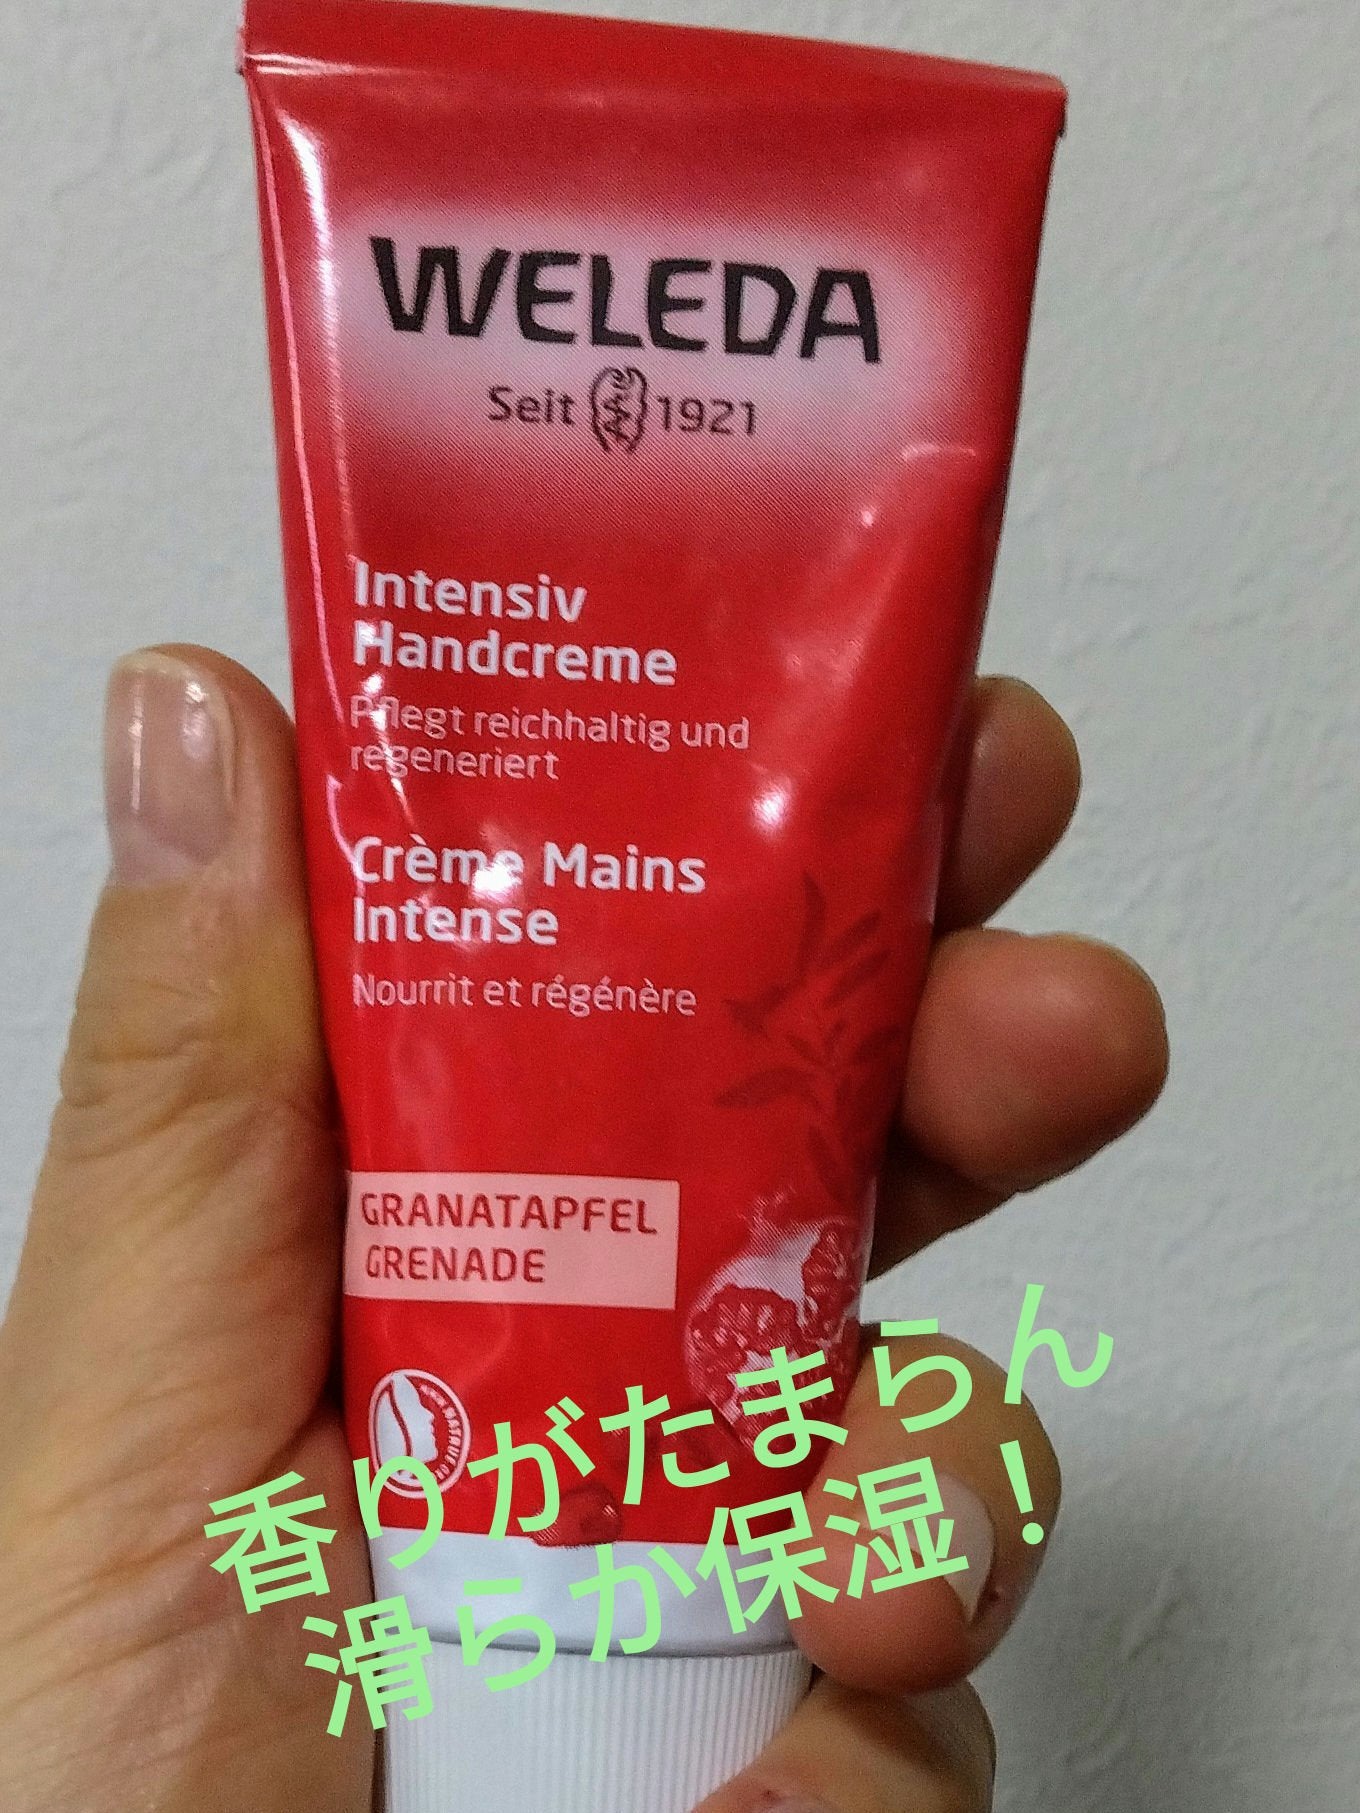 WELEDA
Seit 1921
Intensiv
Handcreme
Pflegt reichhaltig und
regeneriert
Crème Mains
Intense
Nourrit et régénère
GRANATAPFEL
GRENADE
香りがたまらん
滑らか保湿！